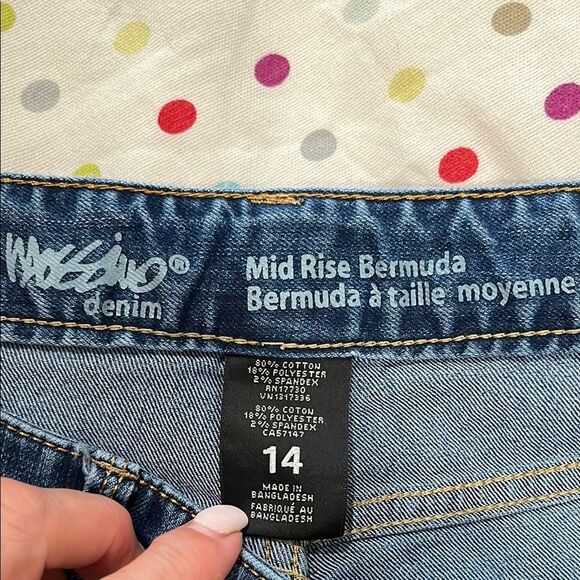 Mossimo®
denim
Mid Rise Bermuda
Bermuda à taille moyenne
80% COTTON
18% POLYESTER
2% SPANDEX
RN17730
VN1317336
80% COTON
18% POLYESTER
2% SPANDEX
CA57147
14
MADE IN
BANGLADESH
FABRIQUÉ AU
BANGLADESH